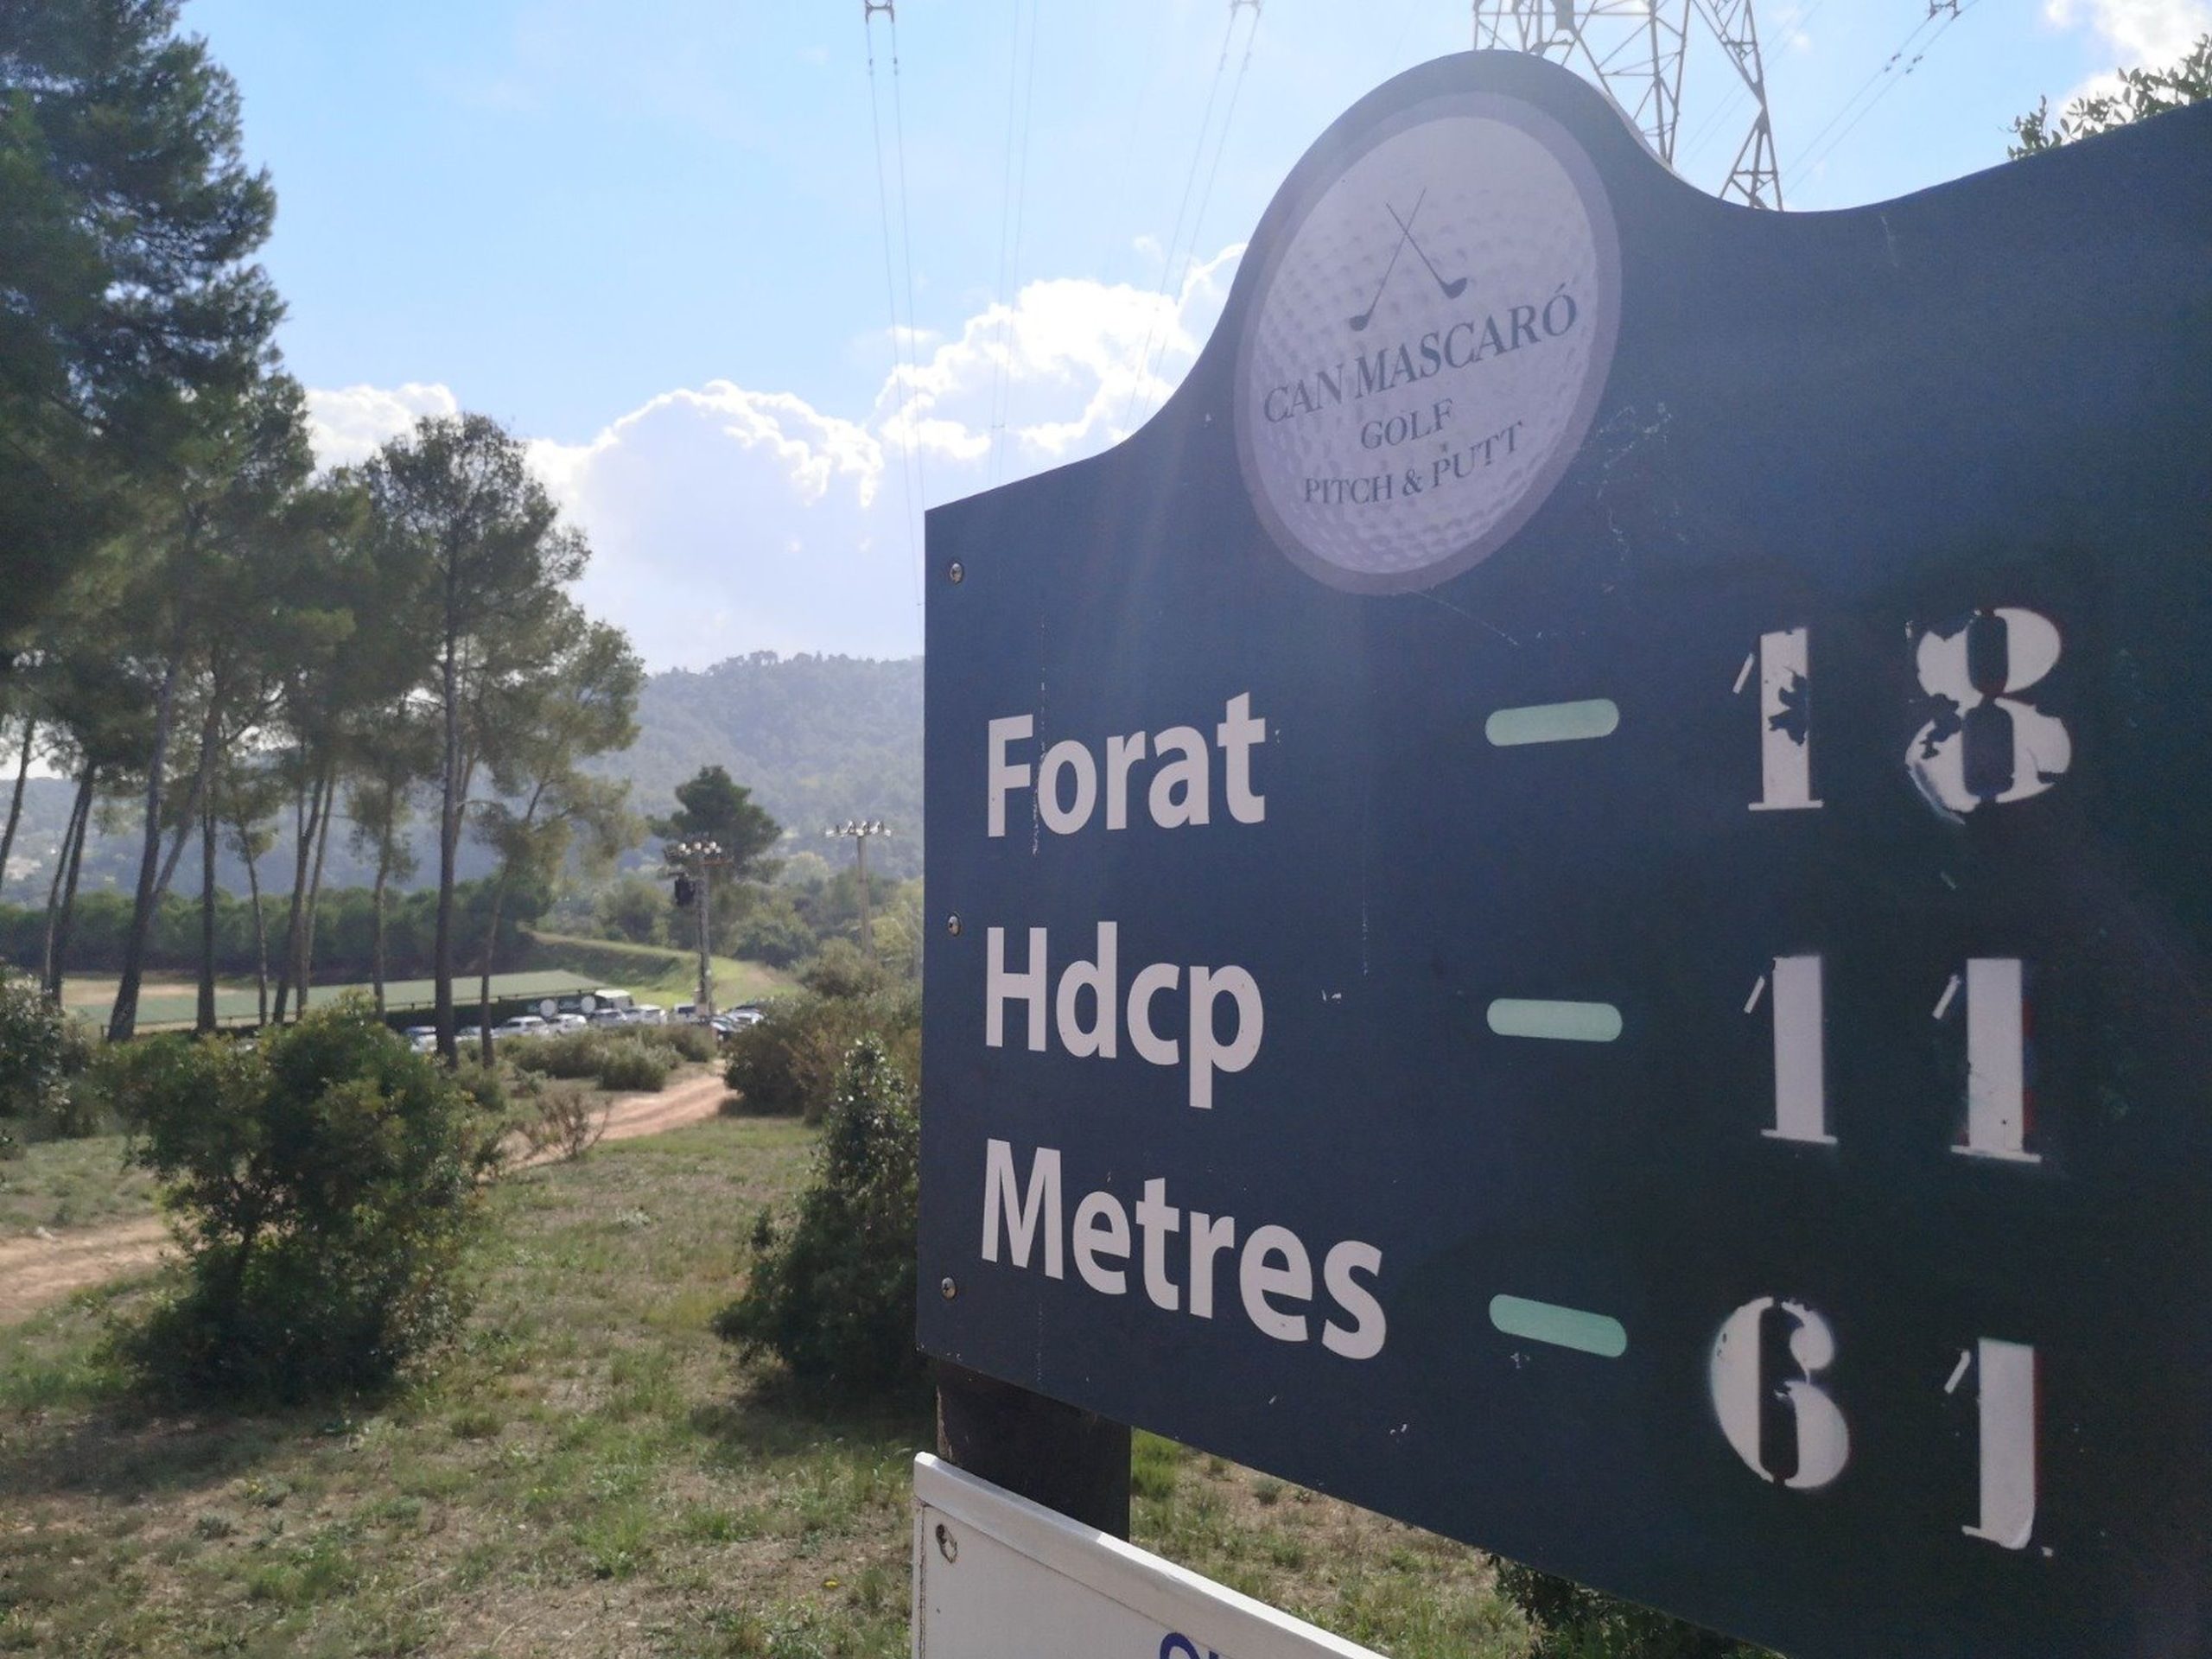 CAN MASCARÓ
GOLF
PITCH & PUTT
Forat - 18
Hdcp - 11
Metres - 61